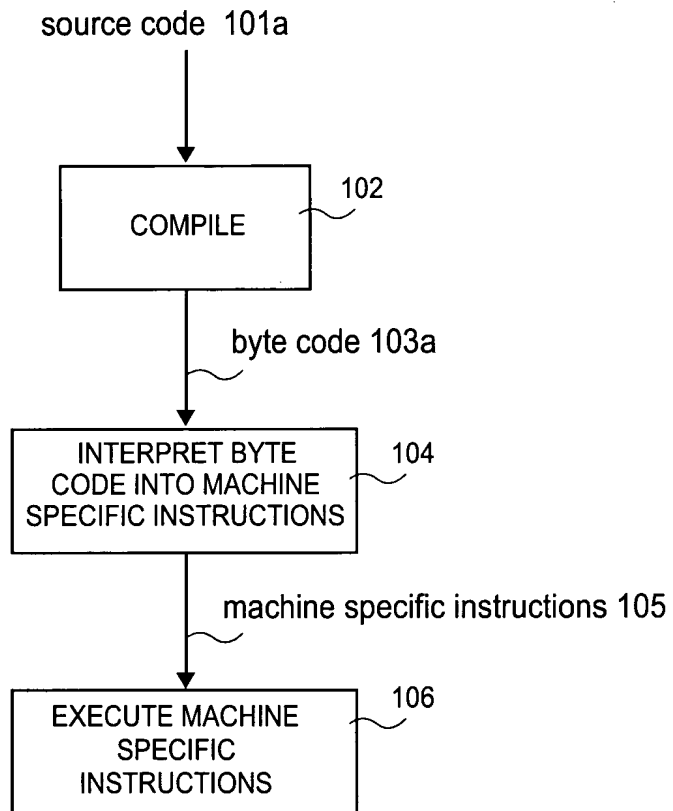 source code 101a
COMPILE
102
byte code 103a
INTERPRET BYTE
CODE INTO MACHINE
SPECIFIC INSTRUCTIONS
104
machine specific instructions 105
EXECUTE MACHINE
SPECIFIC
INSTRUCTIONS
106